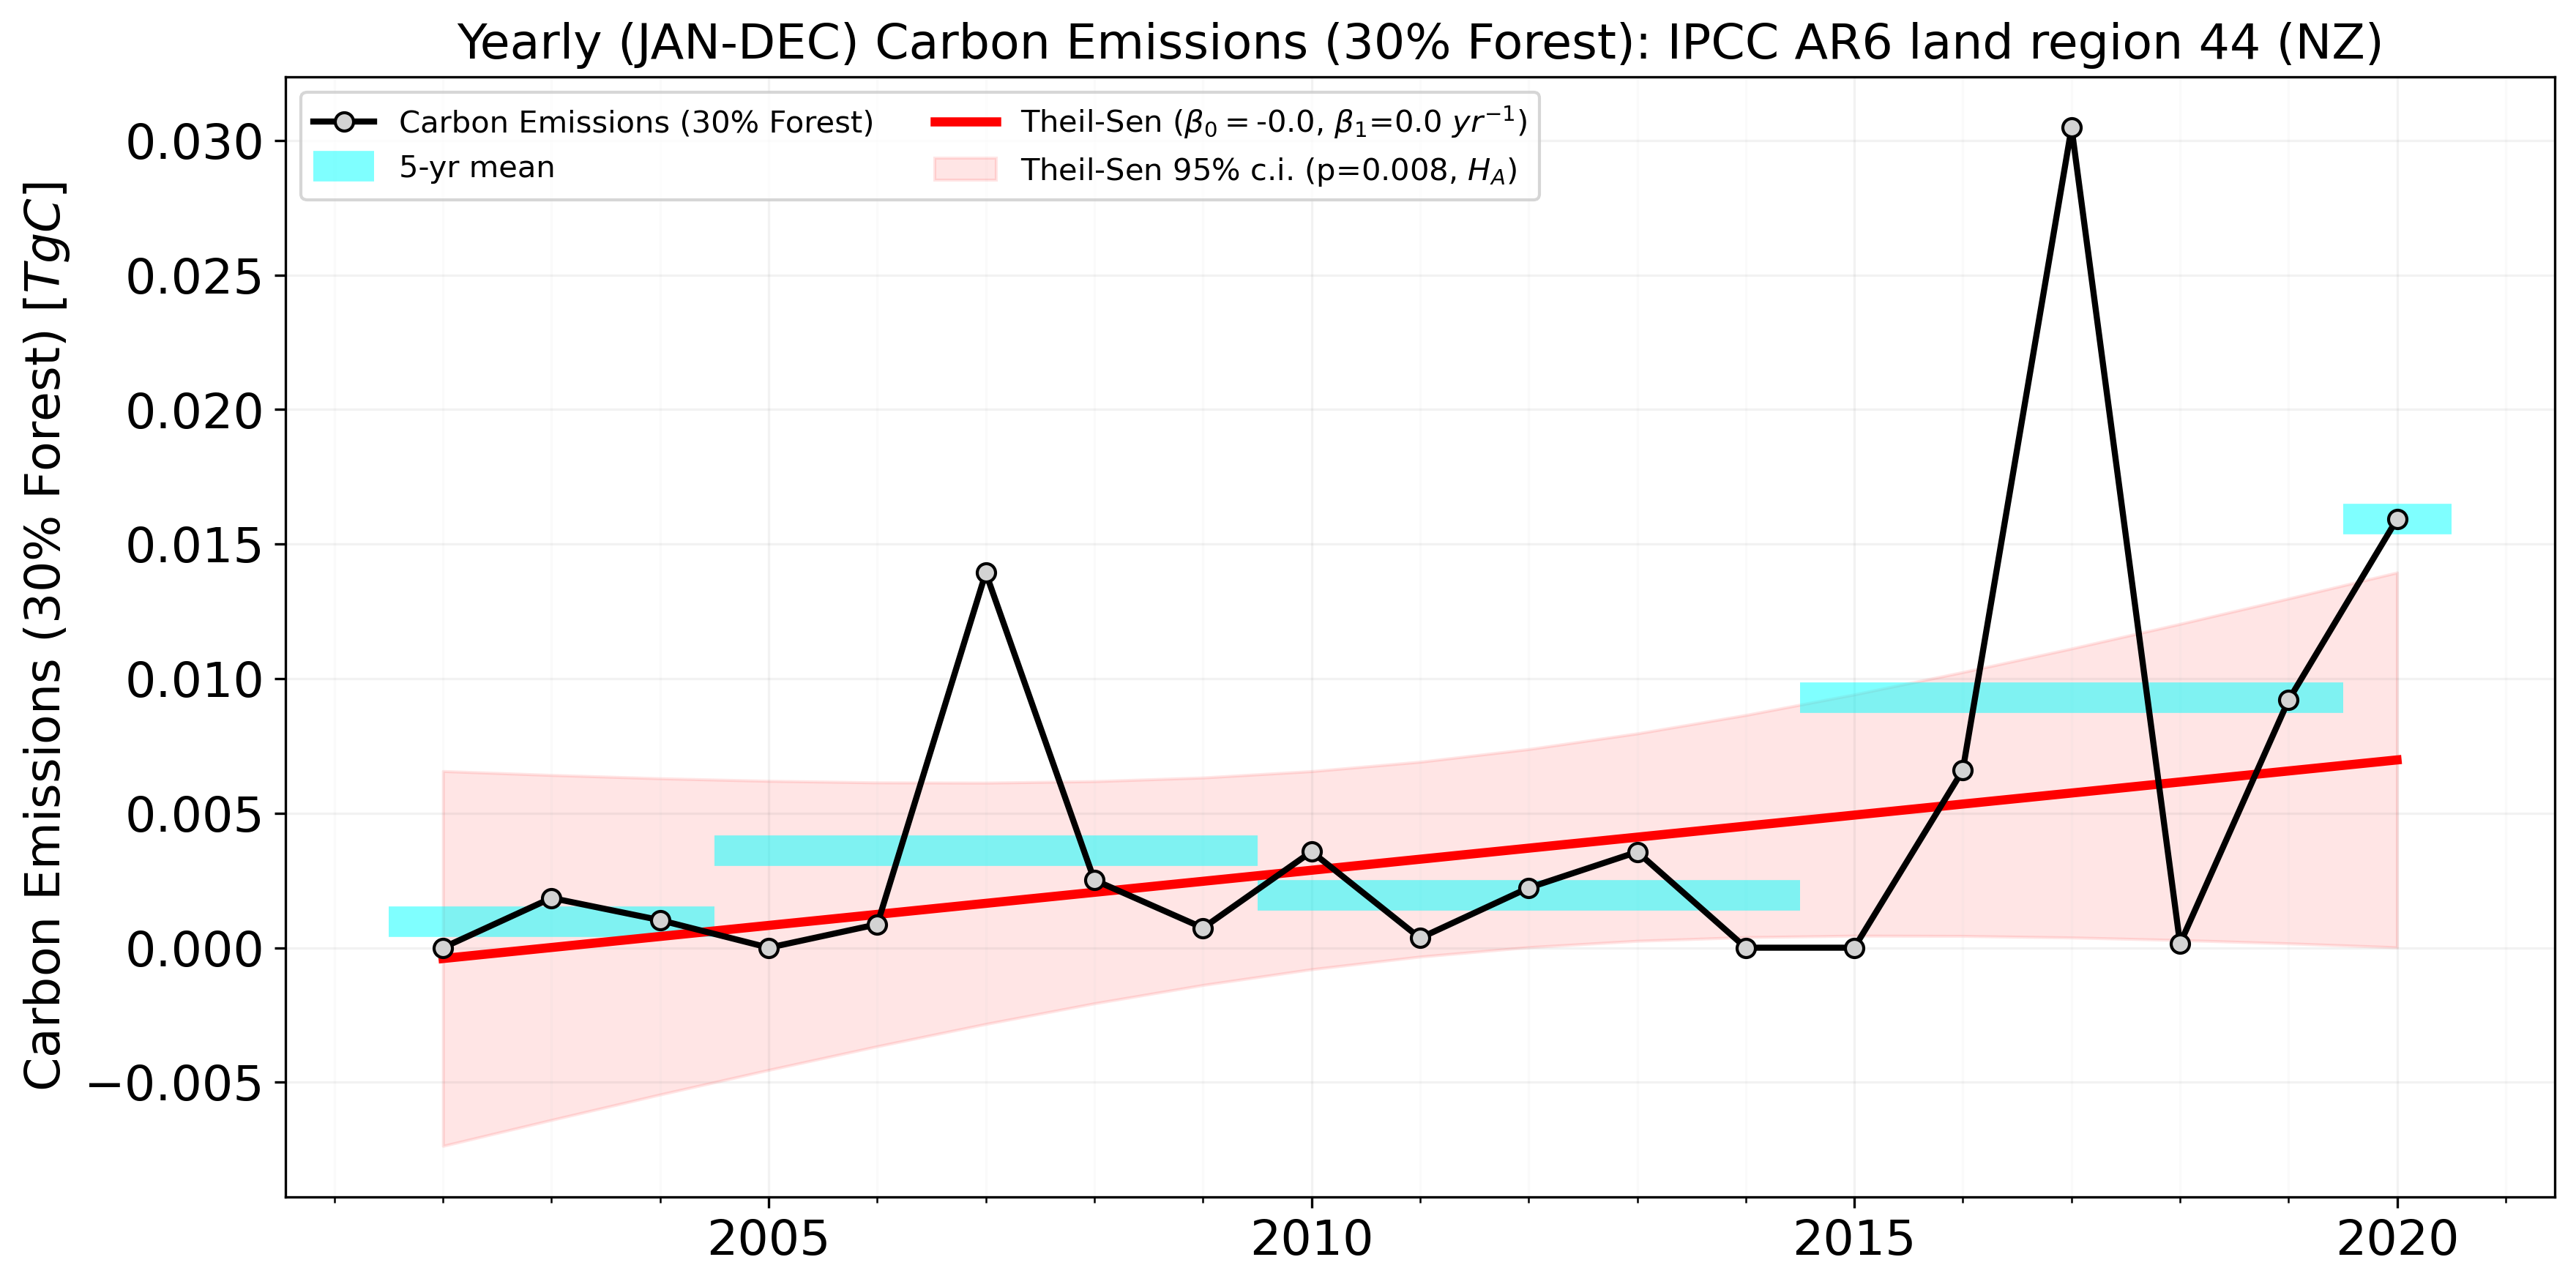 Yearly (JAN-DEC) Carbon Emissions (30% Forest): IPCC AR6 land region 44 (NZ)
Carbon Emissions (30% Forest)
5-yr mean
Theil-Sen (β₀ = -0.0, β₁=0.0 yr⁻¹)
Theil-Sen 95% c.i. (p=0.008, H_A)
Carbon Emissions (30% Forest) [TgC]
0.030
0.025
0.020
0.015
0.010
0.005
0.000
−0.005
2005
2010
2015
2020